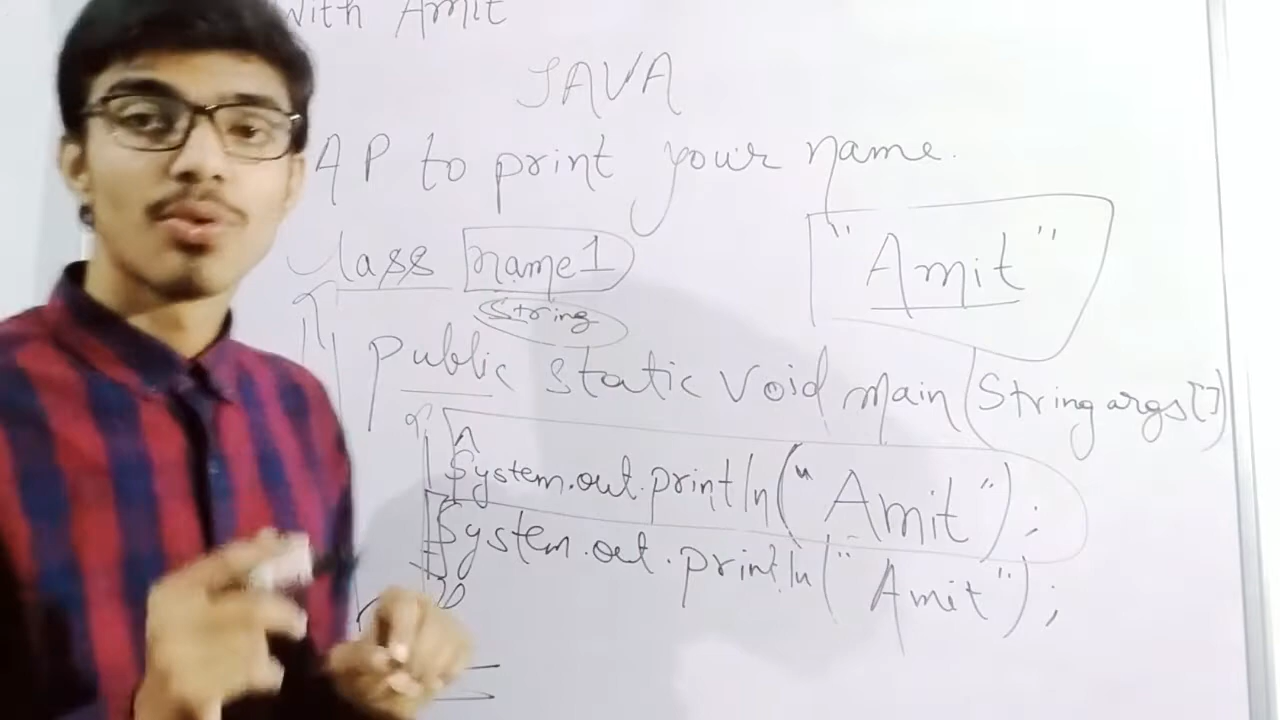 With Amit
JAVA
AP to print your name.
Class name1
"Amit"
String
public static void main (String args[])
{
System.out.println("Amit");
System.out.println("Amit");